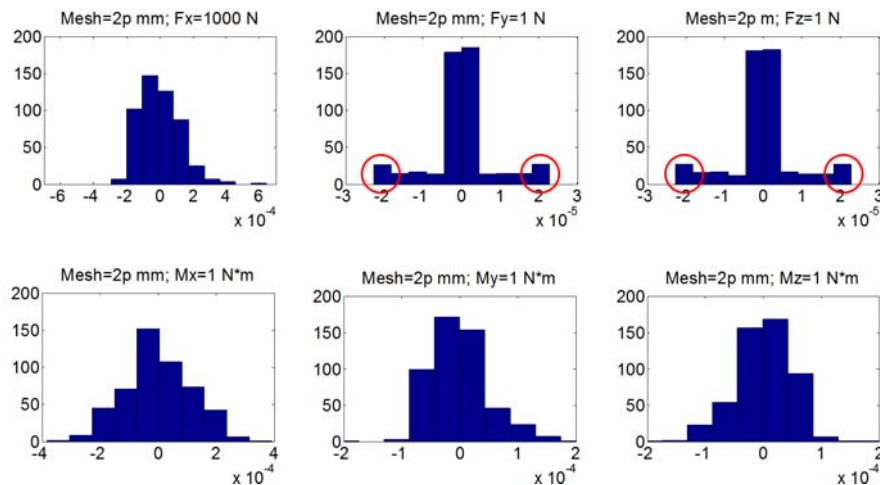 Mesh=2p mm; Fx=1000 N
Mesh=2p mm; Fy=1 N
Mesh=2p m; Fz=1 N
200
150
100
50
0
-6 -4 -2 0 2 4 6
x 10-4
200
150
100
50
0
-3 -2 -1 0 1 2 3
x 10-5
200
150
100
50
0
-3 -2 -1 0 1 2 3
x 10-5
Mesh=2p mm; Mx=1 N*m
Mesh=2p mm; My=1 N*m
Mesh=2p mm; Mz=1 N*m
200
150
100
50
0
-4 -2 0 2 4
x 10-4
200
150
100
50
0
-2 -1 0 1 2
x 10-4
200
150
100
50
0
-2 -1 0 1 2
x 10-4